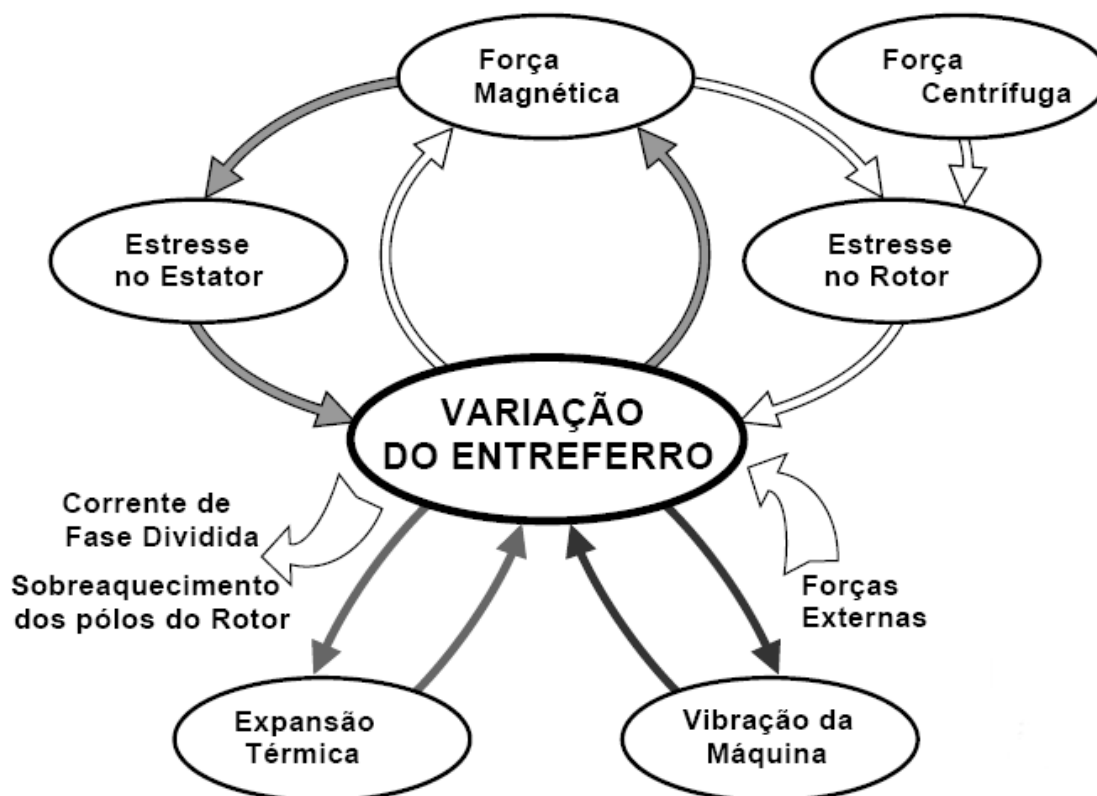 Força
Magnética
Força
Centrífuga
Estresse
no Estator
Estresse
no Rotor
VARIAÇÃO
DO ENTREFERRO
Corrente de
Fase Dividida
Sobreaquecimento
dos pólos do Rotor
Forças
Externas
Expansão
Térmica
Vibração da
Máquina